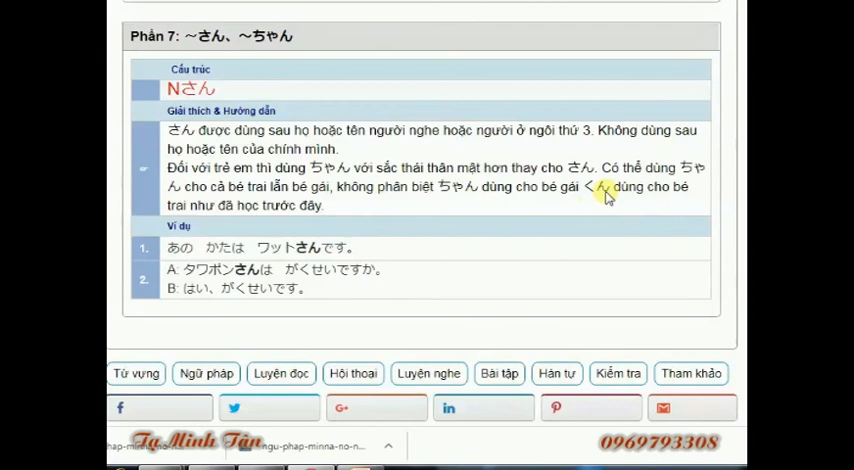 Phần 7: ～さん、～ちゃん
Cấu trúc
Nさん
Giải thích & Hướng dẫn
さん được dùng sau họ hoặc tên người nghe hoặc người ở ngôi thứ 3. Không dùng sau
họ hoặc tên của chính mình.
Đối với trẻ em thì dùng ちゃん với sắc thái thân mật hơn thay cho さん. Có thể dùng ちゃ
ん cho cả bé trai lẫn bé gái, không phân biệt ちゃん dùng cho bé gái くん dùng cho bé
trai như đã học trước đây.
Ví dụ
1. あの　かたは　ワットさんです。
2. A: タワポンさんは　がくせいですか。
B: はい、がくせいです。
Từ vựng Ngữ pháp Luyện đọc Hội thoại Luyện nghe Bài tập Hán tự Kiểm tra Tham khảo
G+ in
Tạ Minh Tân 0969793308
ngu-phap-minna-no-n...